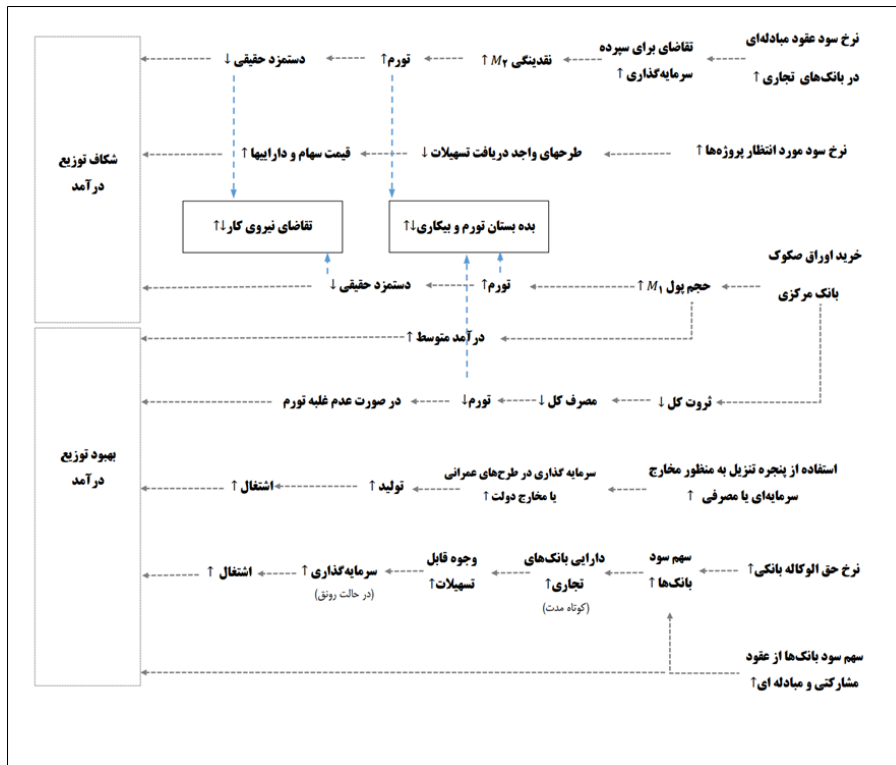 نرخ سود عقود مبادله‌ای
در بانک‌های تجاری ↑
تقاضای برای سپرده
سرمایه‌گذاری ↑
نقدینگی M۲ ↑
تورم↑
دستمزد حقیقی ↓
شکاف توزیع
درآمد
نرخ سود مورد انتظار پروژه‌ها ↑
طرحهای واجد دریافت تسهیلات ↓
قیمت سهام و داراییها ↑
بده بستان تورم و بیکاری↓↑
تقاضای نیروی کار↓↑
خرید اوراق صکوک
بانک مرکزی
حجم پول M۱ ↑
تورم↑
دستمزد حقیقی ↓
درآمد متوسط ↑
ثروت کل ↓
مصرف کل ↓
تورم↓
در صورت عدم غلبه تورم
بهبود توزیع
درآمد
استفاده از پنجره تنزیل به منظور مخارج
سرمایه‌ای یا مصرفی ↑
سرمایه گذاری در طرح‌های عمرانی
یا مخارج دولت ↑
تولید ↑
اشتغال ↑
نرخ حق الوکاله بانکی↑
سهم سود
بانک‌ها ↑
دارایی بانک‌های
تجاری↑
(کوتاه مدت)
وجوه قابل
تسهیلات↑
سرمایه‌گذاری ↑
(در حالت رونق)
اشتغال ↑
سهم سود بانک‌ها از عقود
مشارکتی و مبادله ای↑